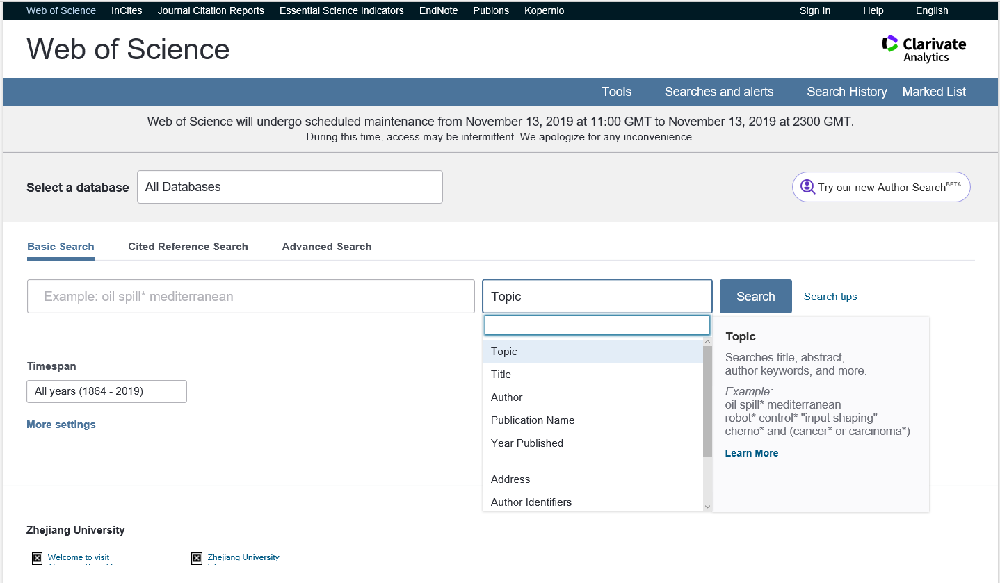 Web of Science InCites Journal Citation Reports Essential Science Indicators EndNote Publons Kopernio Sign In Help English
Web of Science
Clarivate
Analytics
Tools Searches and alerts Search History Marked List
Web of Science will undergo scheduled maintenance from November 13, 2019 at 11:00 GMT to November 13, 2019 at 2300 GMT.
During this time, access may be intermittent. We apologize for any inconvenience.
Select a database All Databases Try our new Author Search BETA
Basic Search Cited Reference Search Advanced Search
Example: oil spill* mediterranean Topic Search Search tips
Topic
Title
Author
Publication Name
Year Published
Address
Author Identifiers
Topic
Searches title, abstract,
author keywords, and more.
Example:
oil spill* mediterranean
robot* control* "input shaping"
chemo* and (cancer* or carcinoma*)
Learn More
Timespan
All years (1864 - 2019)
More settings
Zhejiang University
Welcome to visit
Zhejiang University